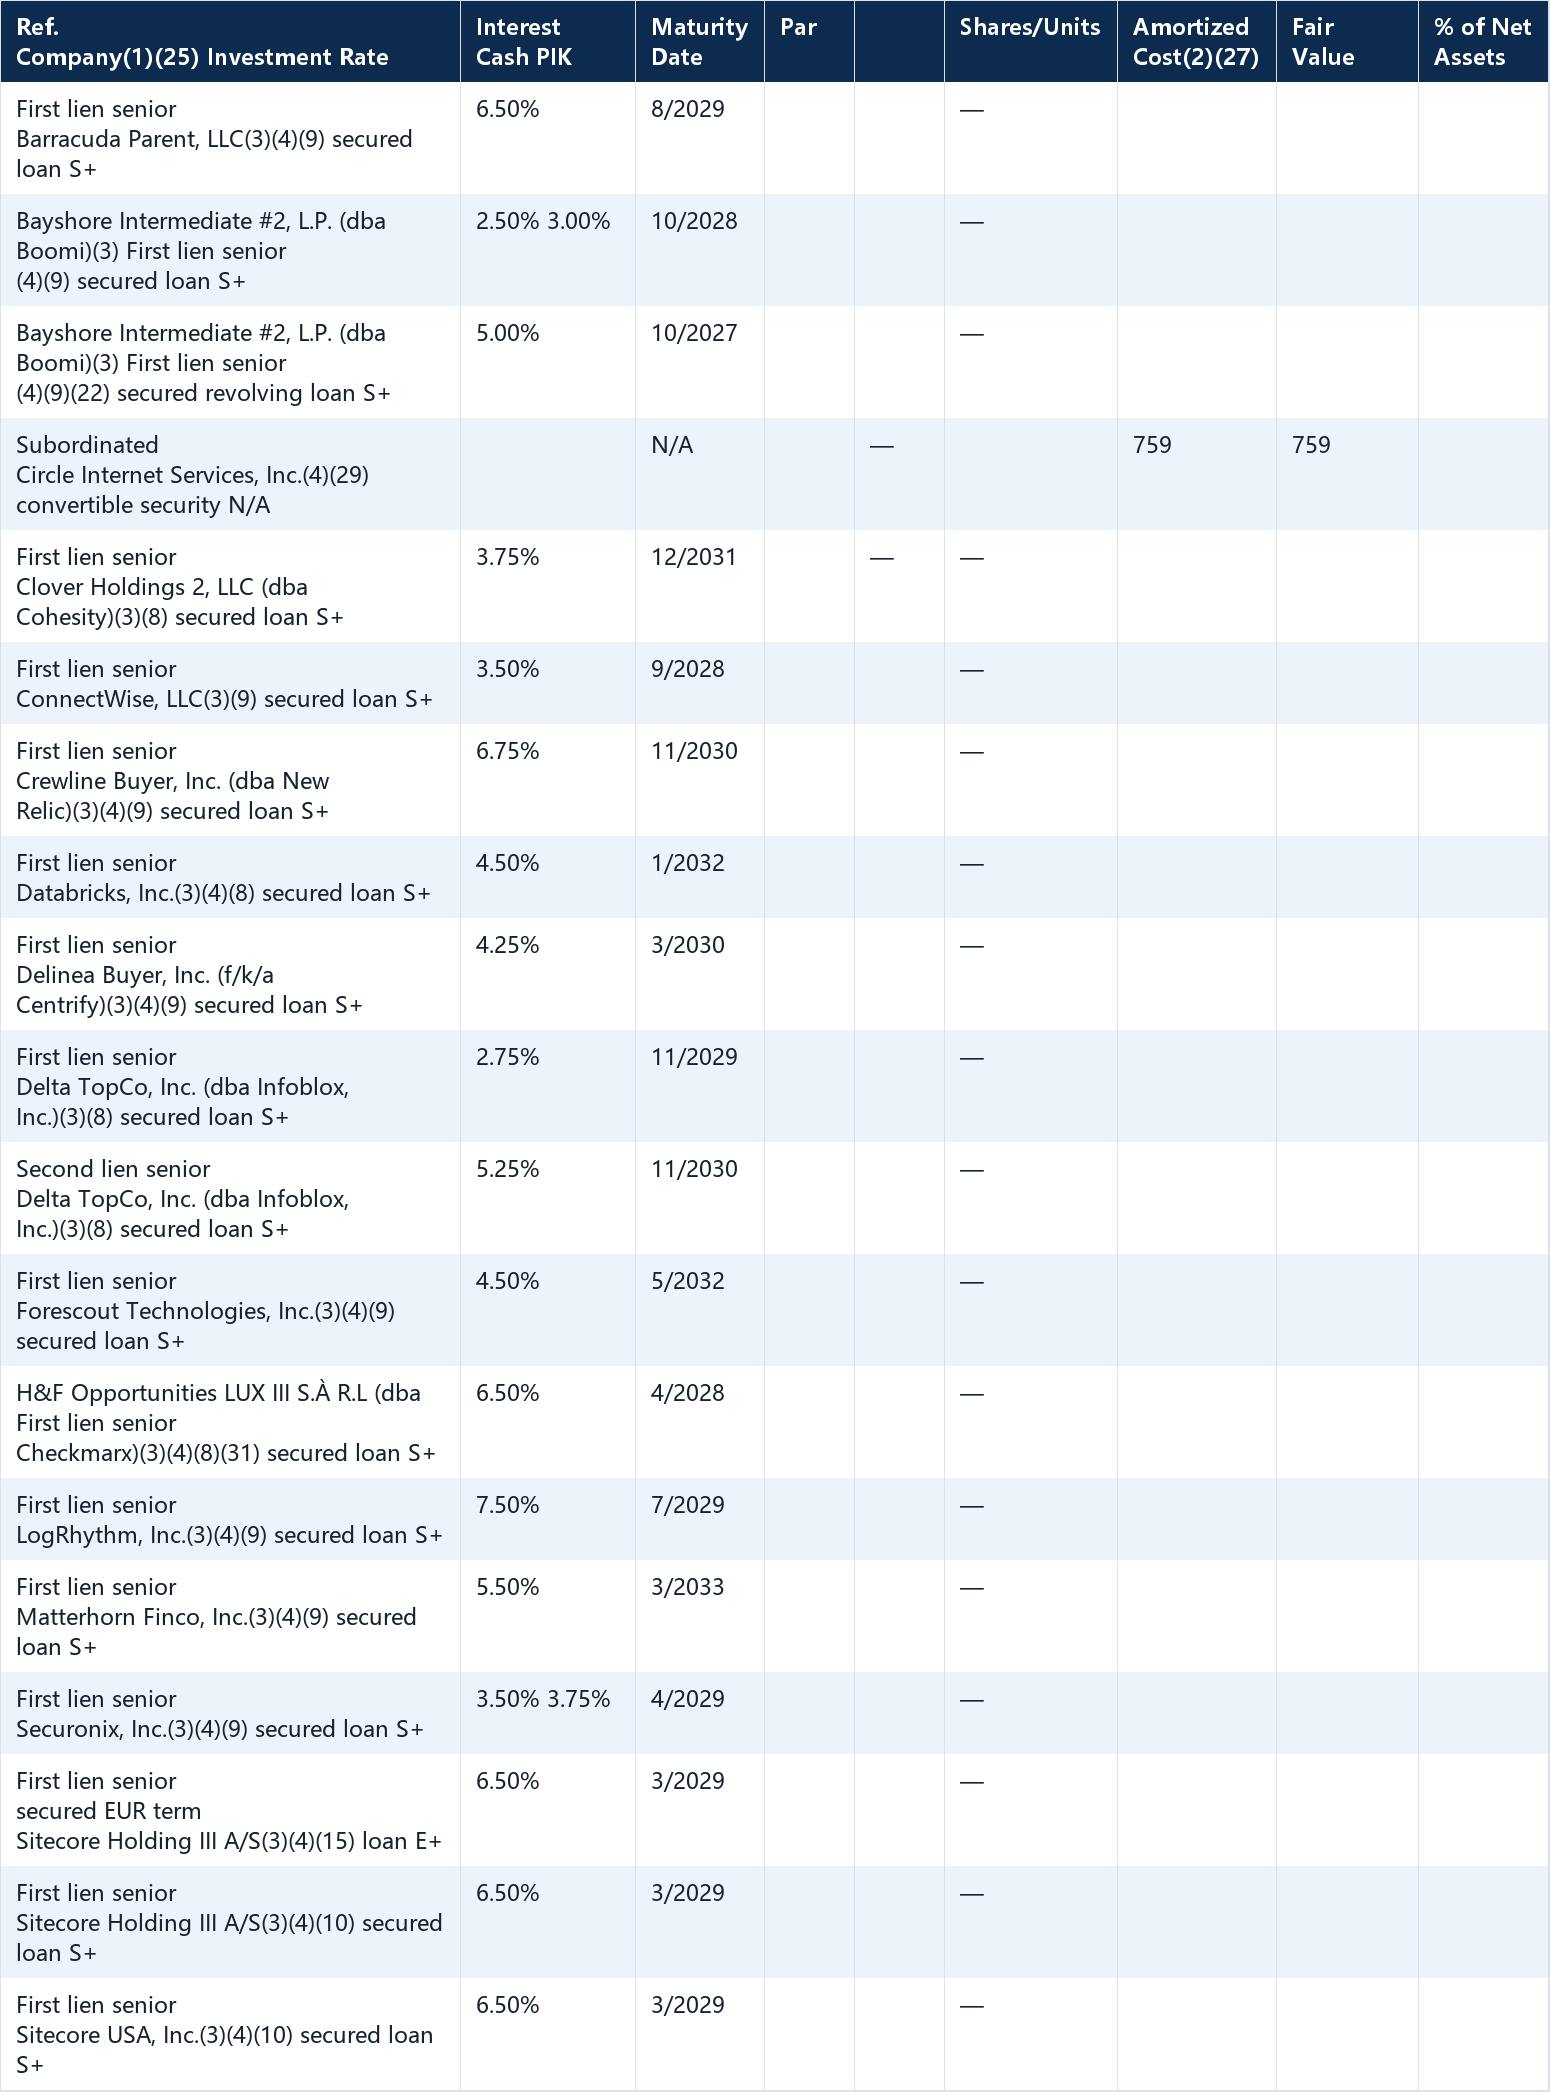 Ref.
Company(1)(25) Investment Rate
Interest
Cash PIK
Maturity
Date
Par
Shares/Units
Amortized
Cost(2)(27)
Fair
Value
% of Net
Assets
First lien senior
Barracuda Parent, LLC(3)(4)(9) secured
loan S+
6.50%
8/2029
—
Bayshore Intermediate #2, L.P. (dba
Boomi)(3) First lien senior
(4)(9) secured loan S+
2.50% 3.00%
10/2028
—
Bayshore Intermediate #2, L.P. (dba
Boomi)(3) First lien senior
(4)(9)(22) secured revolving loan S+
5.00%
10/2027
—
Subordinated
Circle Internet Services, Inc.(4)(29)
convertible security N/A
N/A
—
759
759
First lien senior
Clover Holdings 2, LLC (dba
Cohesity)(3)(8) secured loan S+
3.75%
12/2031
—
—
First lien senior
ConnectWise, LLC(3)(9) secured loan S+
3.50%
9/2028
—
First lien senior
Crewline Buyer, Inc. (dba New
Relic)(3)(4)(9) secured loan S+
6.75%
11/2030
—
First lien senior
Databricks, Inc.(3)(4)(8) secured loan S+
4.50%
1/2032
—
First lien senior
Delinea Buyer, Inc. (f/k/a
Centrify)(3)(4)(9) secured loan S+
4.25%
3/2030
—
First lien senior
Delta TopCo, Inc. (dba Infoblox,
Inc.)(3)(8) secured loan S+
2.75%
11/2029
—
Second lien senior
Delta TopCo, Inc. (dba Infoblox,
Inc.)(3)(8) secured loan S+
5.25%
11/2030
—
First lien senior
Forescout Technologies, Inc.(3)(4)(9)
secured loan S+
4.50%
5/2032
—
H&F Opportunities LUX III S.À R.L (dba
First lien senior
Checkmarx)(3)(4)(8)(31) secured loan S+
6.50%
4/2028
—
First lien senior
LogRhythm, Inc.(3)(4)(9) secured loan S+
7.50%
7/2029
—
First lien senior
Matterhorn Finco, Inc.(3)(4)(9) secured
loan S+
5.50%
3/2033
—
First lien senior
Securonix, Inc.(3)(4)(9) secured loan S+
3.50% 3.75%
4/2029
—
First lien senior
secured EUR term
Sitecore Holding III A/S(3)(4)(15) loan E+
6.50%
3/2029
—
First lien senior
Sitecore Holding III A/S(3)(4)(10) secured
loan S+
6.50%
3/2029
—
First lien senior
Sitecore USA, Inc.(3)(4)(10) secured loan
S+
6.50%
3/2029
—